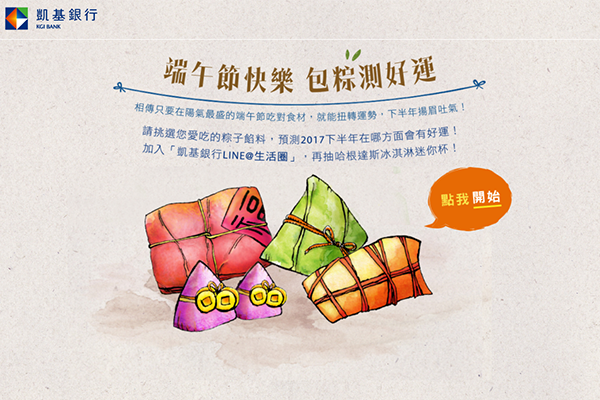 凱基銀行
KGI BANK
端午節快樂 包粽測好運
相傳只要在陽氣最盛的端午節吃對食材，就能扭轉運勢，下半年揚眉吐氣！
請挑選您愛吃的粽子餡料，預測2017下半年在哪方面會有好運！
加入「凱基銀行LINE@生活圈」，再抽哈根達斯冰淇淋迷你杯！
點我開始